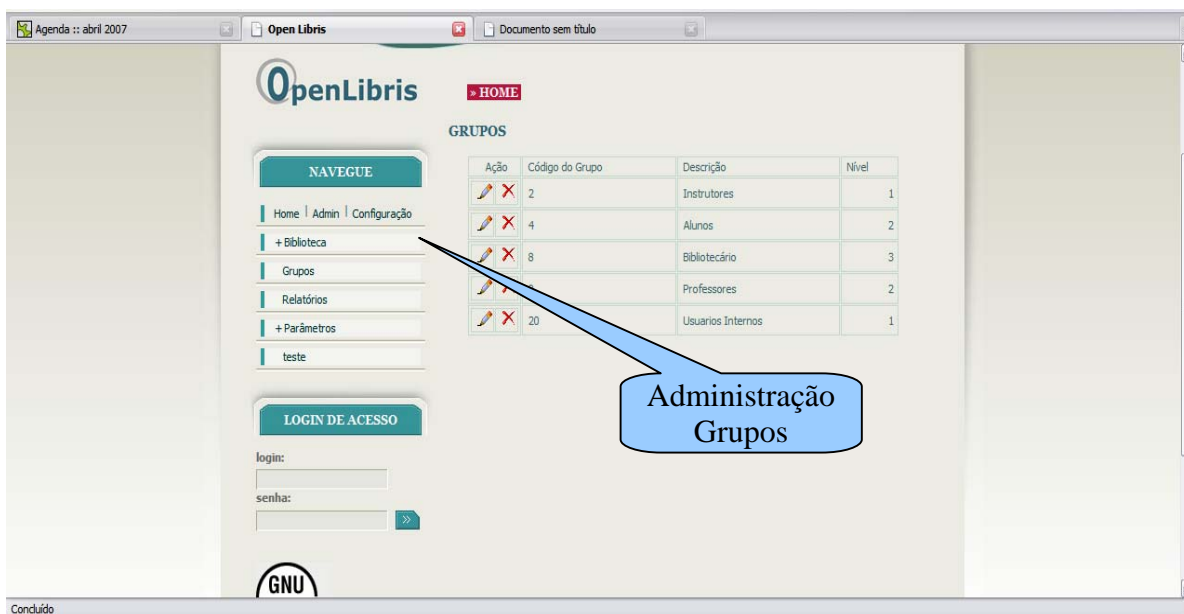 Agenda :: abril 2007
Open Libris
Documento sem título
OpenLibris
» HOME
GRUPOS
NAVEGUE
Home | Admin | Configuração
+ Biblioteca
Grupos
Relatórios
+ Parâmetros
teste
Ação Código do Grupo Descrição Nível
2 Instrutores 1
4 Alunos 2
8 Bibliotecário 3
Professores 2
20 Usuarios Internos 1
Administração
Grupos
LOGIN DE ACESSO
login:
senha:
»
GNU
Concluído